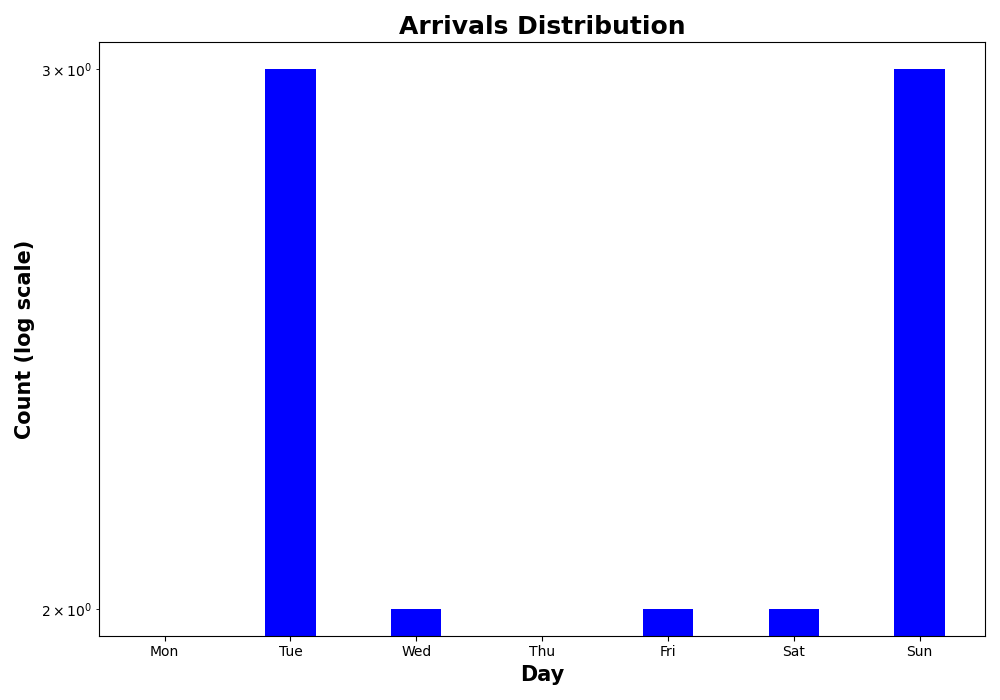 Arrivals Distribution
3 × 10⁰
2 × 10⁰
Count (log scale)
Mon Tue Wed Thu Fri Sat Sun
Day